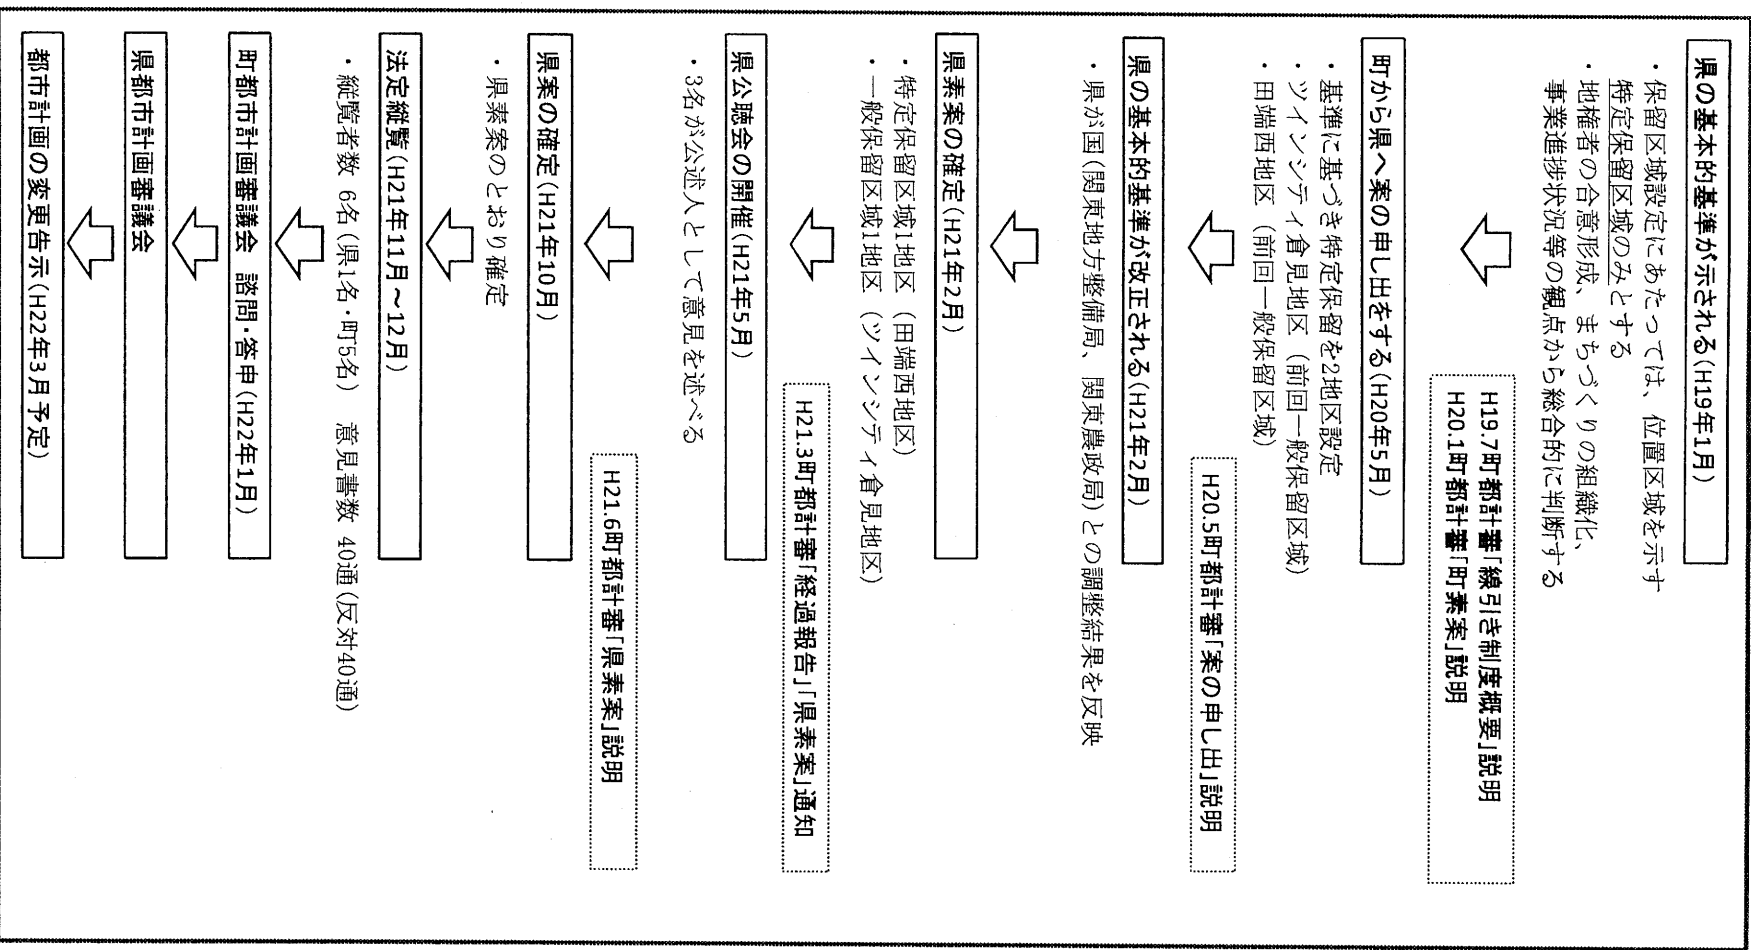 県の基本的基準が示される(H19年1月)
・保留区域設定にあたっては、位置区域を示す
特定保留区域のみとする
・地権者の合意形成、まちづくりの組織化、
事業進捗状況等の観点から総合的に判断する
H19.7町都計審「線引き制度概要」説明
H20.1町都計審「町素案」説明
町から県へ案の申し出をする(H20年5月)
・基準に基づき特定保留を2地区設定
・ツインシティ倉見地区（前回一般保留区域）
・田端西地区（前回一般保留区域）
H20.5町都計審「案の申し出」説明
県の基本的基準が改正される(H21年2月)
・県が国(関東地方整備局、関東農政局)との調整結果を反映
県素案の確定(H21年2月)
・特定保留区域1地区（田端西地区）
・一般保留区域1地区（ツインシティ倉見地区）
H21.3町都計審「経過報告」「県素案」通知
県公聴会の開催(H21年5月)
・3名が公述人として意見を述べる
H21.6町都計審「県素案」説明
県案の確定(H21年10月)
・県素案のとおり確定
法定縦覧(H21年11月～12月)
・縦覧者数 6名(県1名・町5名)　意見書数 40通(反対40通)
町都市計画審議会　諮問・答申(H22年1月)
県都市計画審議会
都市計画の変更告示(H22年3月予定)